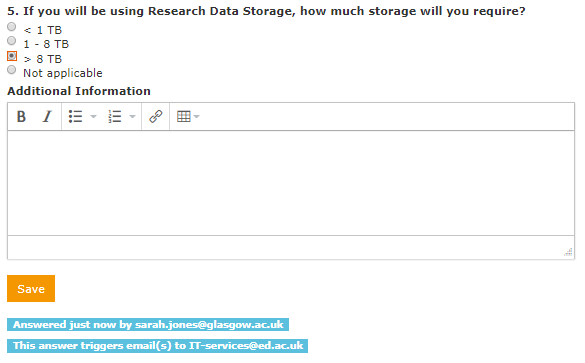 5. If you will be using Research Data Storage, how much storage will you require?
< 1 TB
1 - 8 TB
> 8 TB
Not applicable
Additional Information
B I
Save
Answered just now by sarah.jones@glasgow.ac.uk
This answer triggers email(s) to IT-services@ed.ac.uk